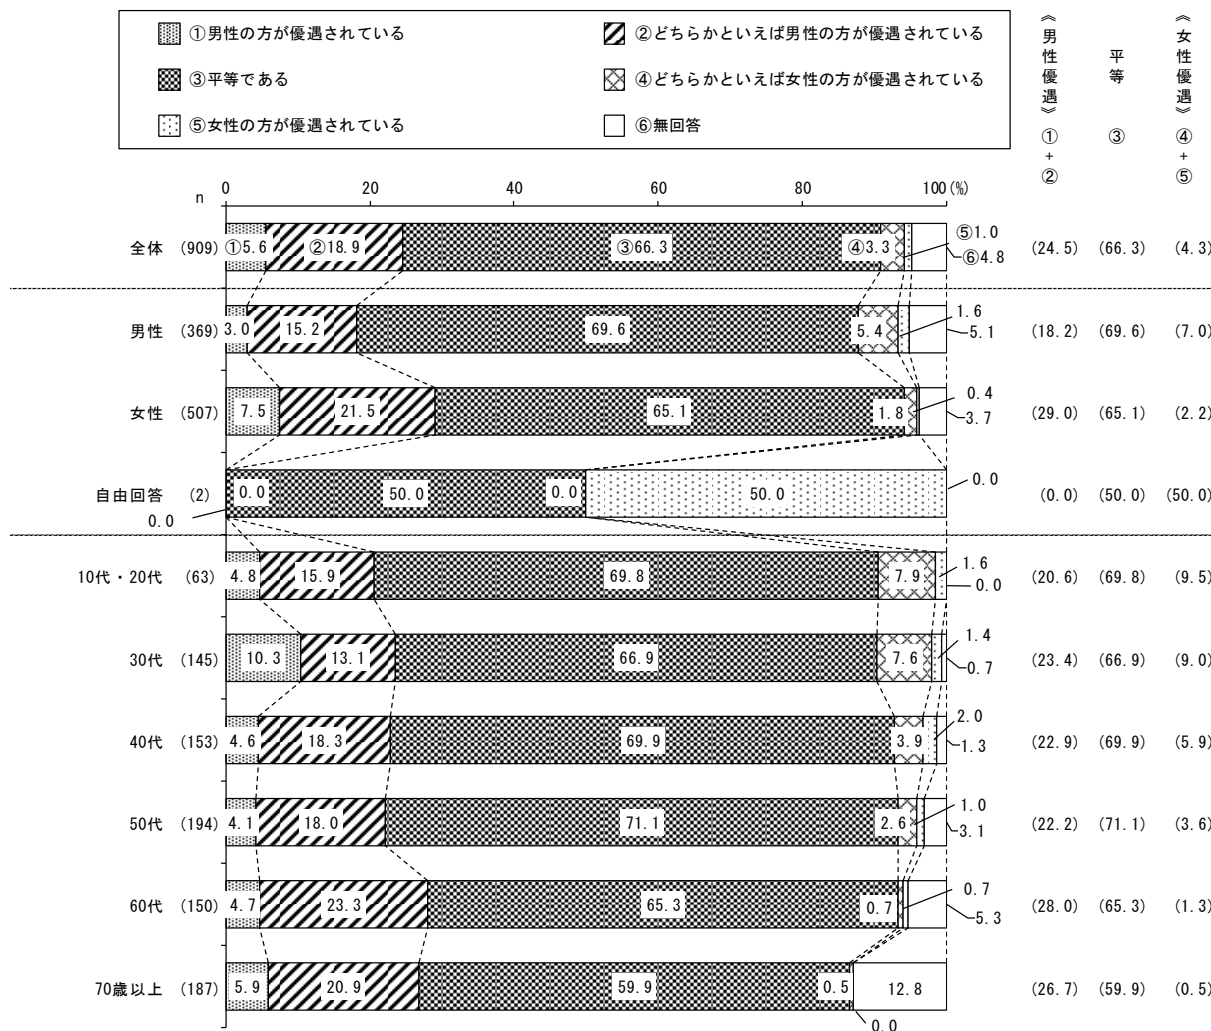 ①男性の方が優遇されている ②どちらかといえば男性の方が優遇されている
③平等である ④どちらかといえば女性の方が優遇されている
⑤女性の方が優遇されている ⑥無回答
《男性優遇》 ①+②
平等 ③
《女性優遇》 ④+⑤
n 0 20 40 60 80 100 (%)
全体 (909) ①5.6 ②18.9 ③66.3 ④3.3 ⑤1.0 ⑥4.8 (24.5) (66.3) (4.3)
男性 (369) 3.0 15.2 69.6 5.4 1.6 5.1 (18.2) (69.6) (7.0)
女性 (507) 7.5 21.5 65.1 1.8 0.4 3.7 (29.0) (65.1) (2.2)
自由回答 (2) 0.0 0.0 50.0 0.0 50.0 0.0 (0.0) (50.0) (50.0)
10代・20代 (63) 4.8 15.9 69.8 7.9 1.6 0.0 (20.6) (69.8) (9.5)
30代 (145) 10.3 13.1 66.9 7.6 1.4 0.7 (23.4) (66.9) (9.0)
40代 (153) 4.6 18.3 69.9 3.9 2.0 1.3 (22.9) (69.9) (5.9)
50代 (194) 4.1 18.0 71.1 2.6 1.0 3.1 (22.2) (71.1) (3.6)
60代 (150) 4.7 23.3 65.3 0.7 0.7 5.3 (28.0) (65.3) (1.3)
70歳以上 (187) 5.9 20.9 59.9 0.5 0.0 12.8 (26.7) (59.9) (0.5)